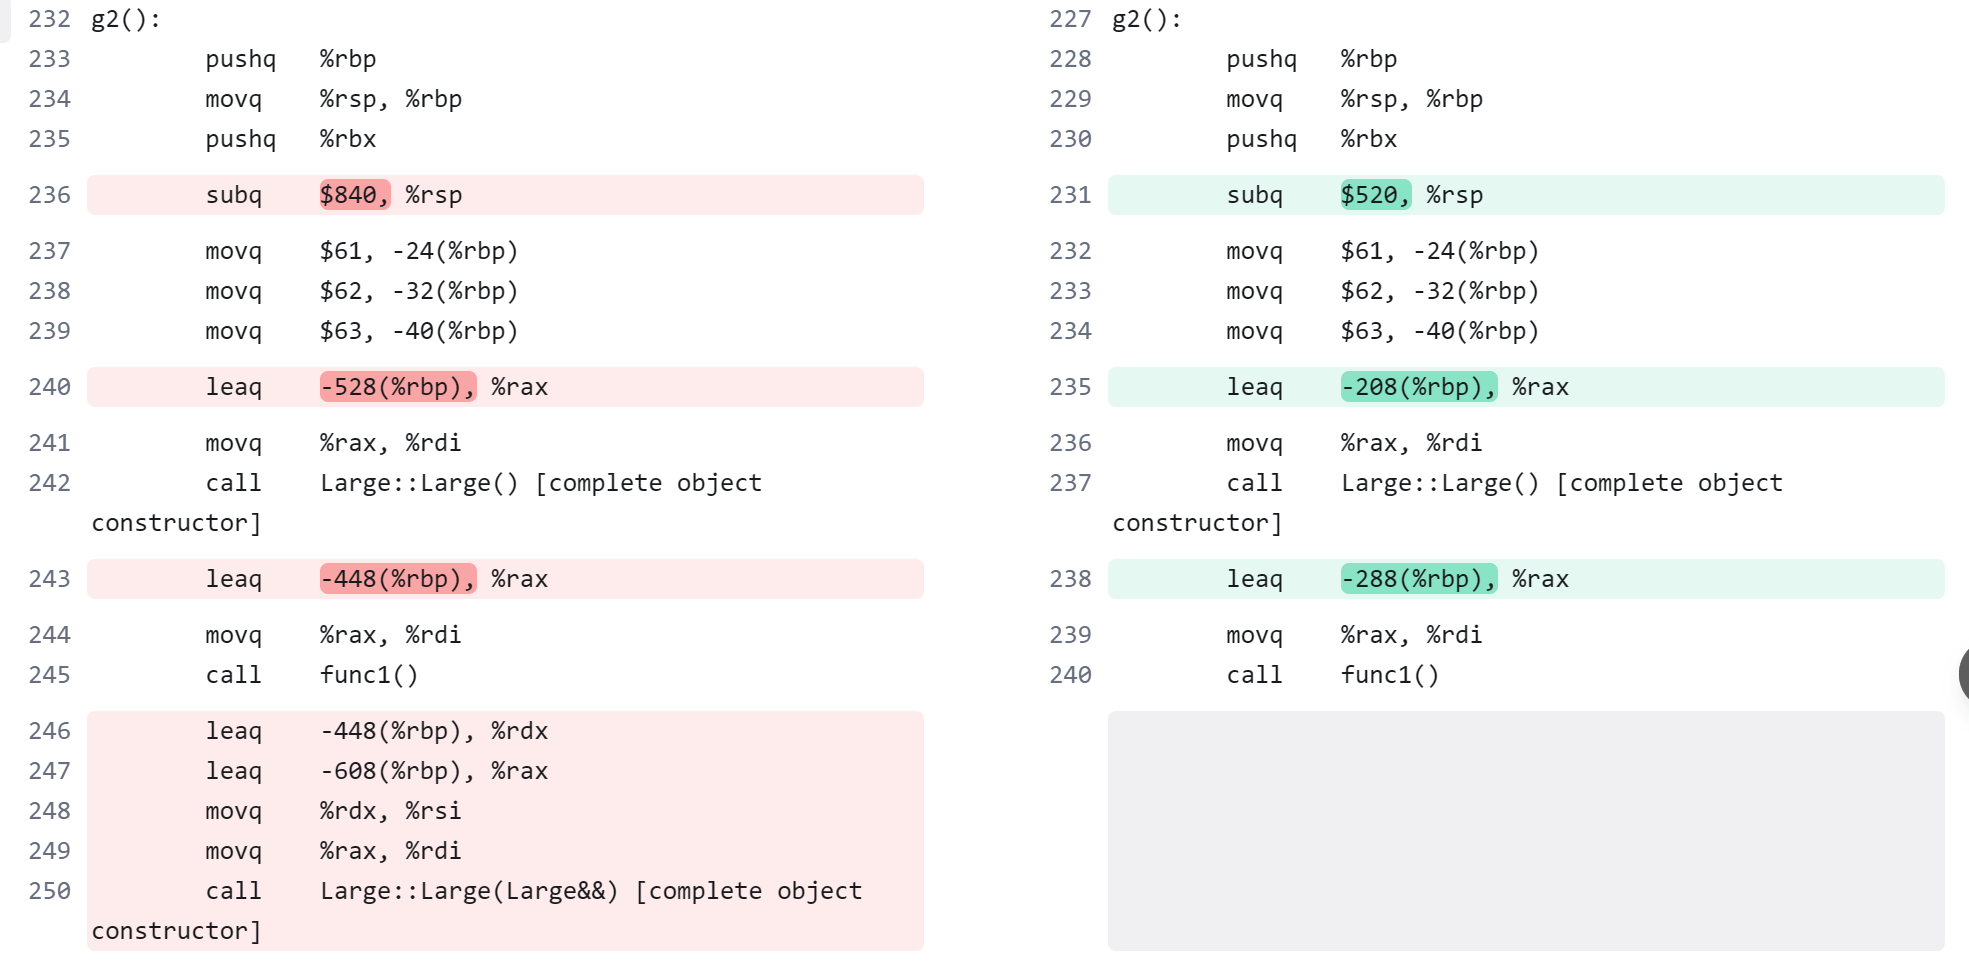 232 g2():
233 pushq %rbp
234 movq %rsp, %rbp
235 pushq %rbx
236 subq $840, %rsp
237 movq $61, -24(%rbp)
238 movq $62, -32(%rbp)
239 movq $63, -40(%rbp)
240 leaq -528(%rbp), %rax
241 movq %rax, %rdi
242 call Large::Large() [complete object
constructor]
243 leaq -448(%rbp), %rax
244 movq %rax, %rdi
245 call func1()
246 leaq -448(%rbp), %rdx
247 leaq -608(%rbp), %rax
248 movq %rdx, %rsi
249 movq %rax, %rdi
250 call Large::Large(Large&&) [complete object
constructor]
227 g2():
228 pushq %rbp
229 movq %rsp, %rbp
230 pushq %rbx
231 subq $520, %rsp
232 movq $61, -24(%rbp)
233 movq $62, -32(%rbp)
234 movq $63, -40(%rbp)
235 leaq -208(%rbp), %rax
236 movq %rax, %rdi
237 call Large::Large() [complete object
constructor]
238 leaq -288(%rbp), %rax
239 movq %rax, %rdi
240 call func1()